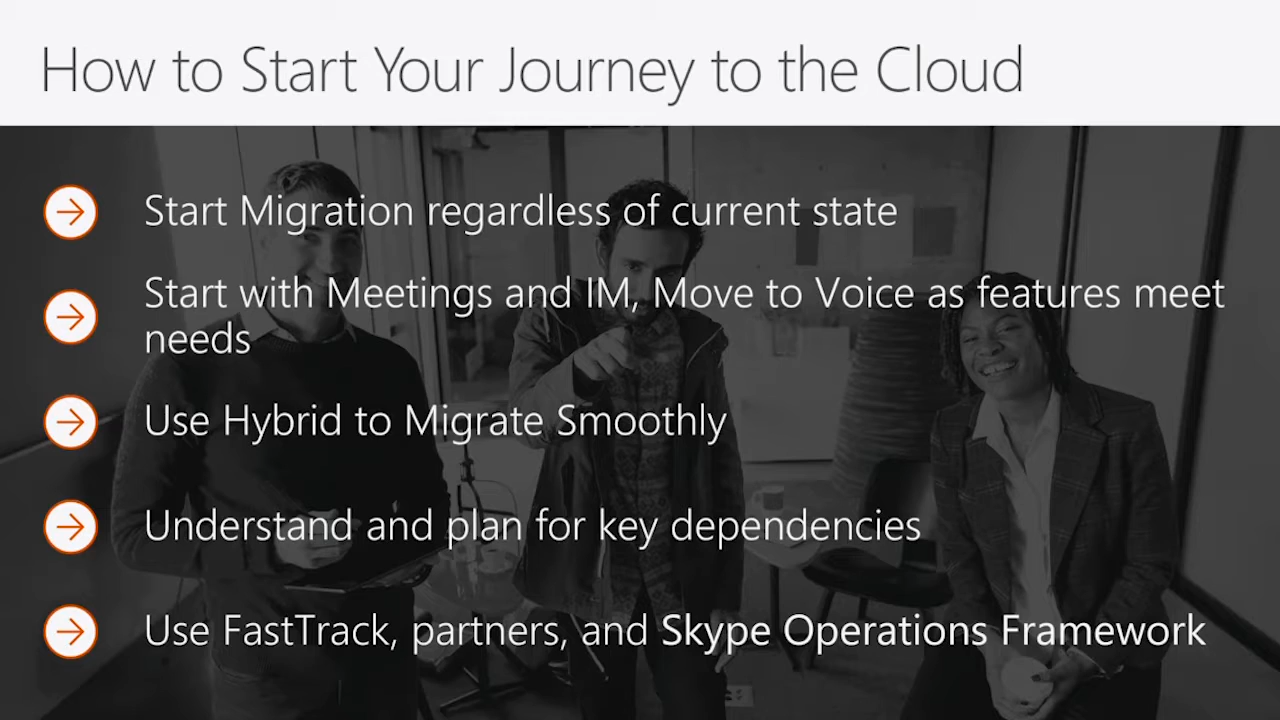 How to Start Your Journey to the Cloud
Start Migration regardless of current state
Start with Meetings and IM, Move to Voice as features meet
needs
Use Hybrid to Migrate Smoothly
Understand and plan for key dependencies
Use FastTrack, partners, and Skype Operations Framework